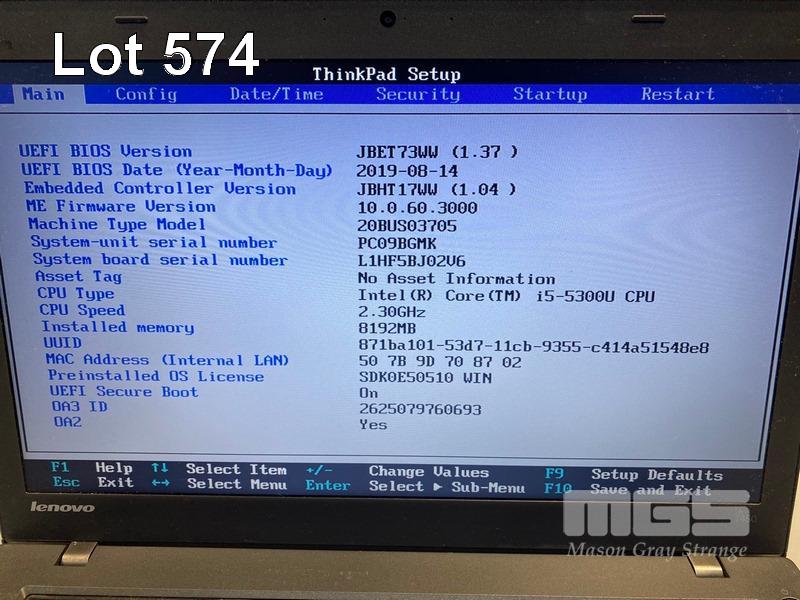 Lot 574
ThinkPad Setup
Main Config Date/Time Security Startup Restart
UEFI BIOS Version JBET73WW (1.37 )
UEFI BIOS Date (Year-Month-Day) 2019-08-14
Embedded Controller Version JBHT17WW (1.04 )
ME Firmware Version 10.0.60.3000
Machine Type Model 20BUS03705
System-unit serial number PC09BGMK
System board serial number L1HF5BJ02V6
Asset Tag No Asset Information
CPU Type Intel(R) Core(TM) i5-5300U CPU
CPU Speed 2.30GHz
Installed memory 8192MB
UUID 871ba101-53d7-11cb-9355-c414a51548e8
MAC Address (Internal LAN) 50 7B 9D 70 87 02
Preinstalled OS License SDK0E50510 WIN
UEFI Secure Boot On
OA3 ID 2625079760693
OA2 Yes
F1 Help ↑↓ Select Item +/- Change Values F9 Setup Defaults
Esc Exit ↔ Select Menu Enter Select ▶ Sub-Menu F10 Save and Exit
lenovo
MGS
Mason Gray Strange